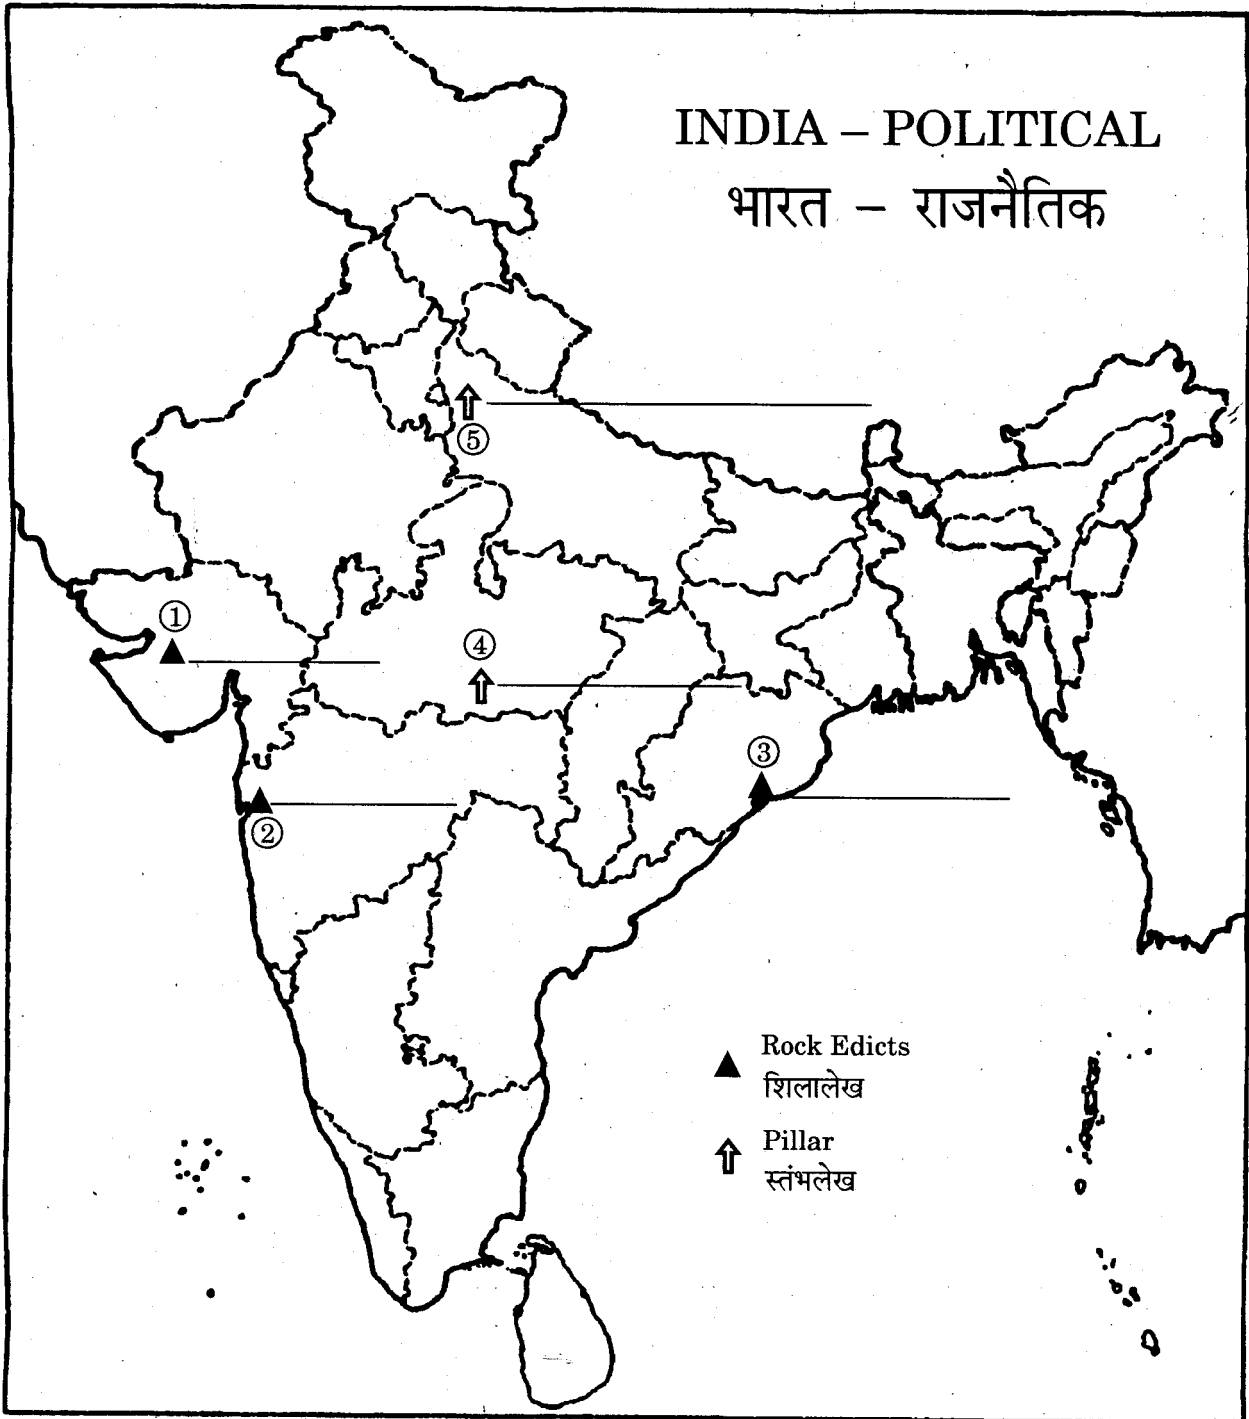 INDIA – POLITICAL
भारत – राजनैतिक
⑤
①
④
③
②
Rock Edicts
शिलालेख
Pillar
स्तंभलेख